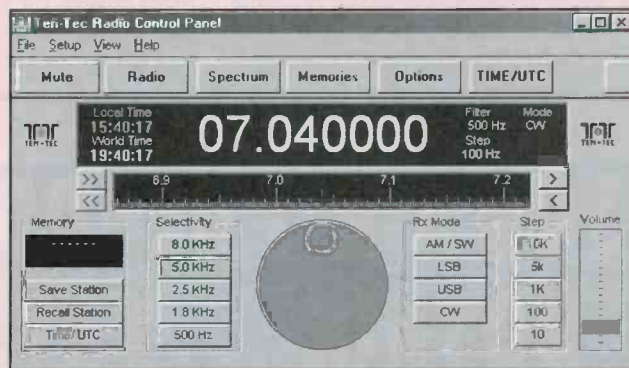 Ten-Tec Radio Control Panel
File Setup View Help
Mute Radio Spectrum Memories Options TIME/UTC
Local Time
15:40:17
World Time
19:40:17
07.040000
Filter
500 Hz
Step
100 Hz
Mode
CW
TEN-TEC
TEN-TEC
>> 6.9 7.0 7.1 7.2 >
<< <
Memory
------
Save Station
Recall Station
Time/UTC
Selectivity
8.0 KHz
5.0 KHz
2.5 KHz
1.8 KHz
500 Hz
Rx Mode
AM / SW
LSB
USB
CW
Step
10K
5k
1K
100
10
Volume